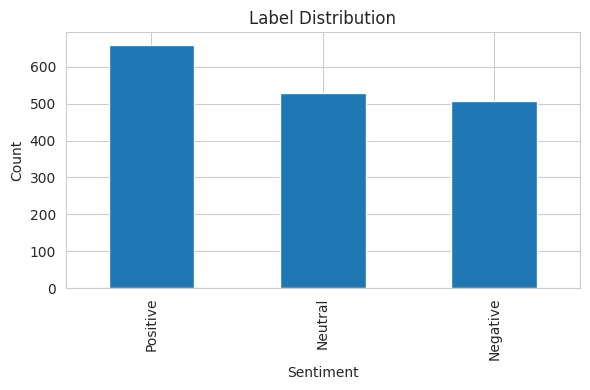 Label Distribution
Count
600
500
400
300
200
100
0
Positive
Neutral
Negative
Sentiment